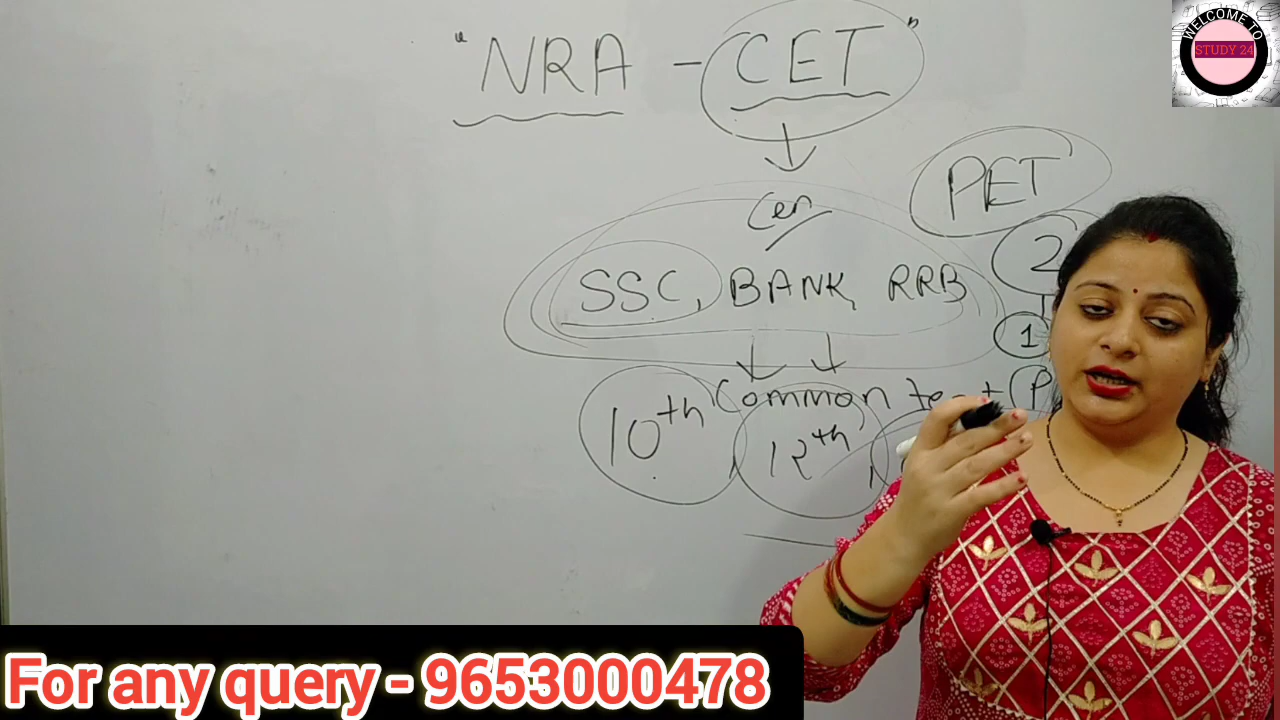 "NRA - CET"
WELCOME TO
STUDY 24
PET
Cen
2
SSC, BANK, RRB
1
Common
P
10th, 12th,
For any query - 9653000478